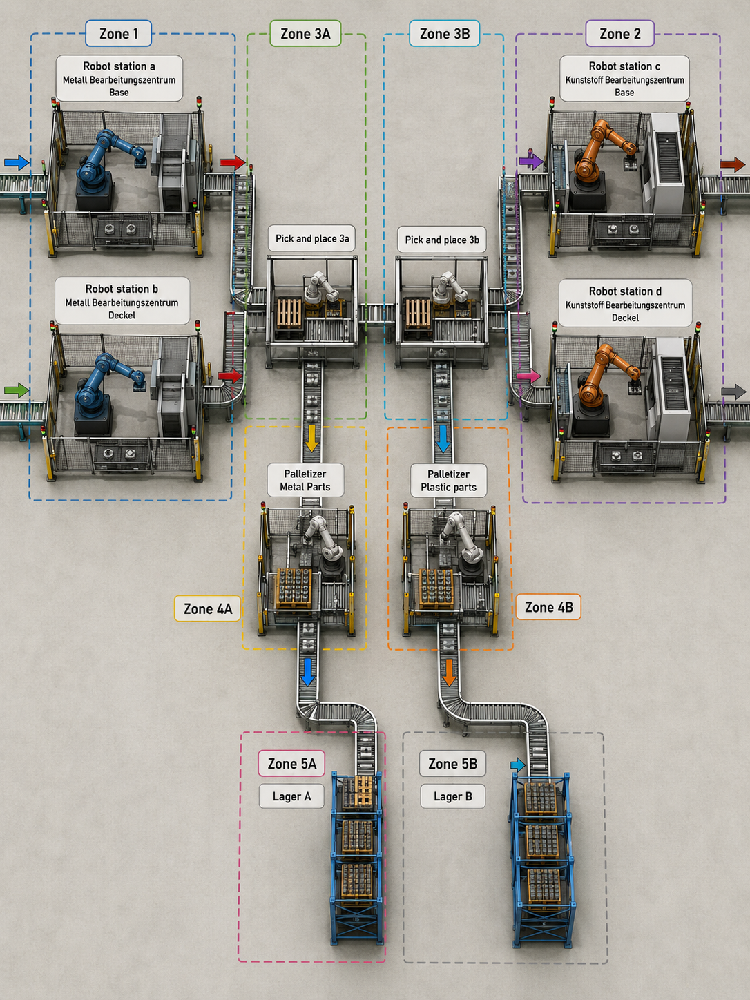 Zone 1
Zone 3A
Zone 3B
Zone 2
Robot station a
Metall Bearbeitungszentrum
Base
Robot station c
Kunststoff Bearbeitungszentrum
Base
Pick and place 3a
Pick and place 3b
Robot station b
Metall Bearbeitungszentrum
Deckel
Robot station d
Kunststoff Bearbeitungszentrum
Deckel
Palletizer
Metal Parts
Palletizer
Plastic parts
Zone 4A
Zone 4B
Zone 5A
Lager A
Zone 5B
Lager B